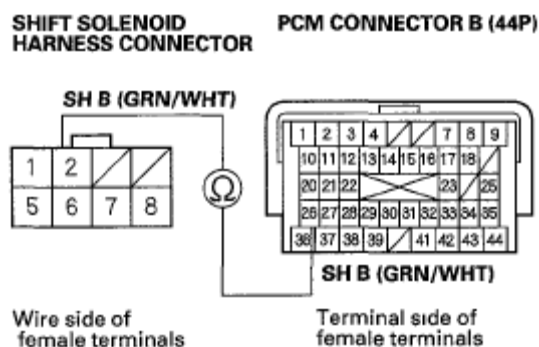 SHIFT SOLENOID
HARNESS CONNECTOR
PCM CONNECTOR B (44P)
SH B (GRN/WHT)
1 2
5 6 7 8
Ω
1 2 3 4 7 8 9
10 11 12 13 14 15 16 17 18
20 21 22 23 25
26 27 28 29 30 31 32 33 34 35
36 37 38 39 41 42 43 44
SH B (GRN/WHT)
Wire side of
female terminals
Terminal side of
female terminals